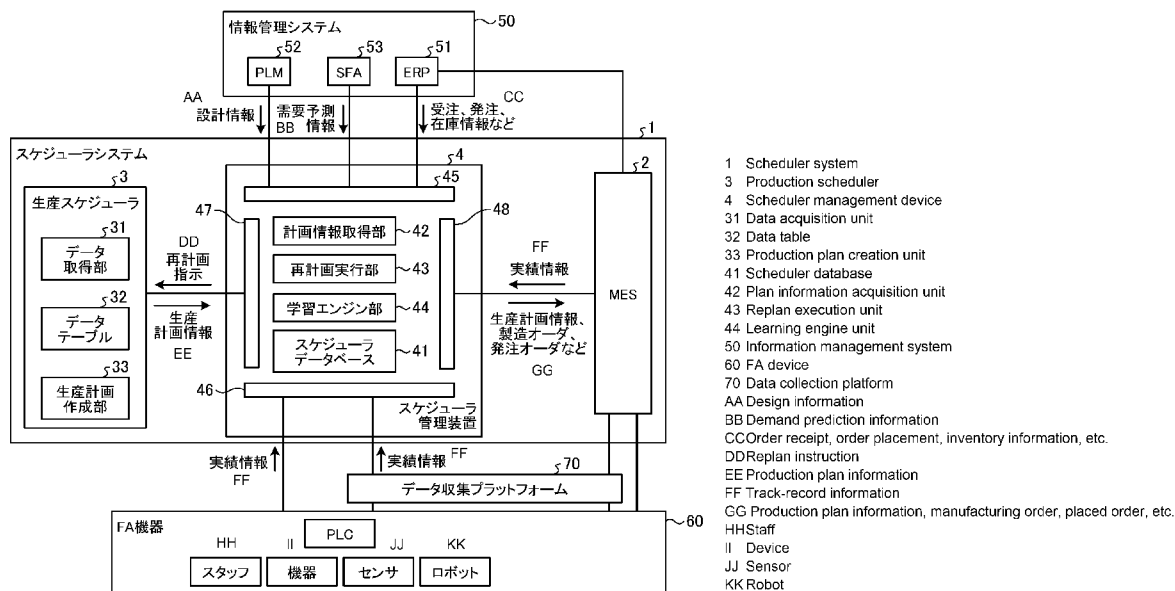 情報管理システム
50
52
53
51
PLM
SFA
ERP
AA
設計情報
需要予測
情報
BB
CC
受注、発注、
在庫情報など
1
スケジューラシステム
3
生産スケジューラ
31
データ
取得部
32
データ
テーブル
33
生産計画
作成部
DD
再計画
指示
生産
計画情報
EE
4
45
47
48
計画情報取得部
42
再計画実行部
43
学習エンジン部
44
スケジューラ
データベース
41
46
スケジューラ
管理装置
FF
実績情報
生産計画情報、
製造オーダ、
発注オーダなど
GG
2
MES
実績情報
FF
実績情報
FF
70
データ収集プラットフォーム
60
FA機器
PLC
HH
II
JJ
KK
スタッフ
機器
センサ
ロボット
1 Scheduler system
3 Production scheduler
4 Scheduler management device
31 Data acquisition unit
32 Data table
33 Production plan creation unit
41 Scheduler database
42 Plan information acquisition unit
43 Replan execution unit
44 Learning engine unit
50 Information management system
60 FA device
70 Data collection platform
AA Design information
BB Demand prediction information
CC Order receipt, order placement, inventory information, etc.
DD Replan instruction
EE Production plan information
FF Track-record information
GG Production plan information, manufacturing order, placed order, etc.
HH Staff
II Device
JJ Sensor
KK Robot